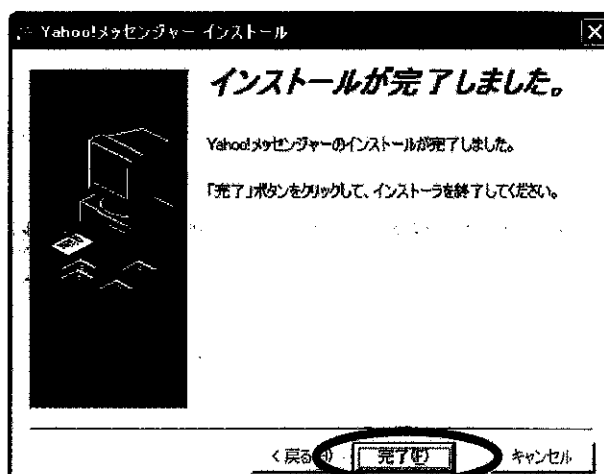 Yahoo!メッセンジャー インストール
インストールが完了しました。
Yahoo!メッセンジャーのインストールが完了しました。
「完了」ボタンをクリックして、インストーラを終了してください。
< 戻る(B) 完了(F) キャンセル